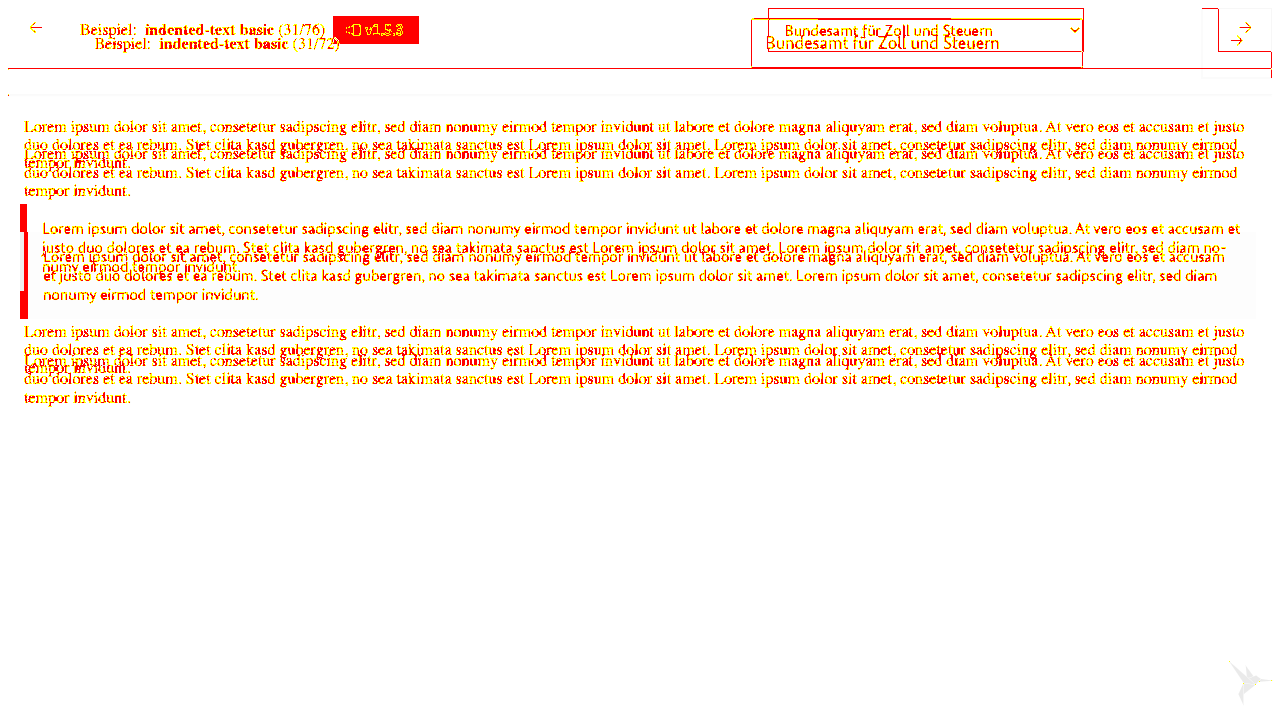 Beispiel: indented-text basic (31/76) v1.5.3 Bundesamt für Zoll und Steuern
Beispiel: indented-text basic (31/72) Bundesamt für Zoll und Steuern
Lorem ipsum dolor sit amet, consetetur sadipscing elitr, sed diam nonumy eirmod tempor invidunt ut labore et dolore magna aliquyam erat, sed diam voluptua. At vero eos et accusam et justo
duo dolores et ea rebum. Stet clita kasd gubergren, no sea takimata sanctus est Lorem ipsum dolor sit amet. Lorem ipsum dolor sit amet, consetetur sadipscing elitr, sed diam nonumy eirmod
Lorem ipsum dolor sit amet, consetetur sadipscing elitr, sed diam nonumy eirmod tempor invidunt ut labore et dolore magna aliquyam erat, sed diam voluptua. At vero eos et accusam et justo
tempor invidunt.
duo dolores et ea rebum. Stet clita kasd gubergren, no sea takimata sanctus est Lorem ipsum dolor sit amet. Lorem ipsum dolor sit amet, consetetur sadipscing elitr, sed diam nonumy eirmod
tempor invidunt.
Lorem ipsum dolor sit amet, consetetur sadipscing elitr, sed diam nonumy eirmod tempor invidunt ut labore et dolore magna aliquyam erat, sed diam voluptua. At vero eos et accusam et
justo duo dolores et ea rebum. Stet clita kasd gubergren, no sea takimata sanctus est Lorem ipsum dolor sit amet. Lorem ipsum dolor sit amet, consetetur sadipscing elitr, sed diam no-
Lorem ipsum dolor sit amet, consetetur sadipscing elitr, sed diam nonumy eirmod tempor invidunt ut labore et dolore magna aliquyam erat, sed diam voluptua. At vero eos et accusam
numy eirmod tempor invidunt.
et justo duo dolores et ea rebum. Stet clita kasd gubergren, no sea takimata sanctus est Lorem ipsum dolor sit amet. Lorem ipsum dolor sit amet, consetetur sadipscing elitr, sed diam
nonumy eirmod tempor invidunt.
Lorem ipsum dolor sit amet, consetetur sadipscing elitr, sed diam nonumy eirmod tempor invidunt ut labore et dolore magna aliquyam erat, sed diam voluptua. At vero eos et accusam et justo
duo dolores et ea rebum. Stet clita kasd gubergren, no sea takimata sanctus est Lorem ipsum dolor sit amet. Lorem ipsum dolor sit amet, consetetur sadipscing elitr, sed diam nonumy eirmod
Lorem ipsum dolor sit amet, consetetur sadipscing elitr, sed diam nonumy eirmod tempor invidunt ut labore et dolore magna aliquyam erat, sed diam voluptua. At vero eos et accusam et justo
tempor invidunt.
duo dolores et ea rebum. Stet clita kasd gubergren, no sea takimata sanctus est Lorem ipsum dolor sit amet. Lorem ipsum dolor sit amet, consetetur sadipscing elitr, sed diam nonumy eirmod
tempor invidunt.